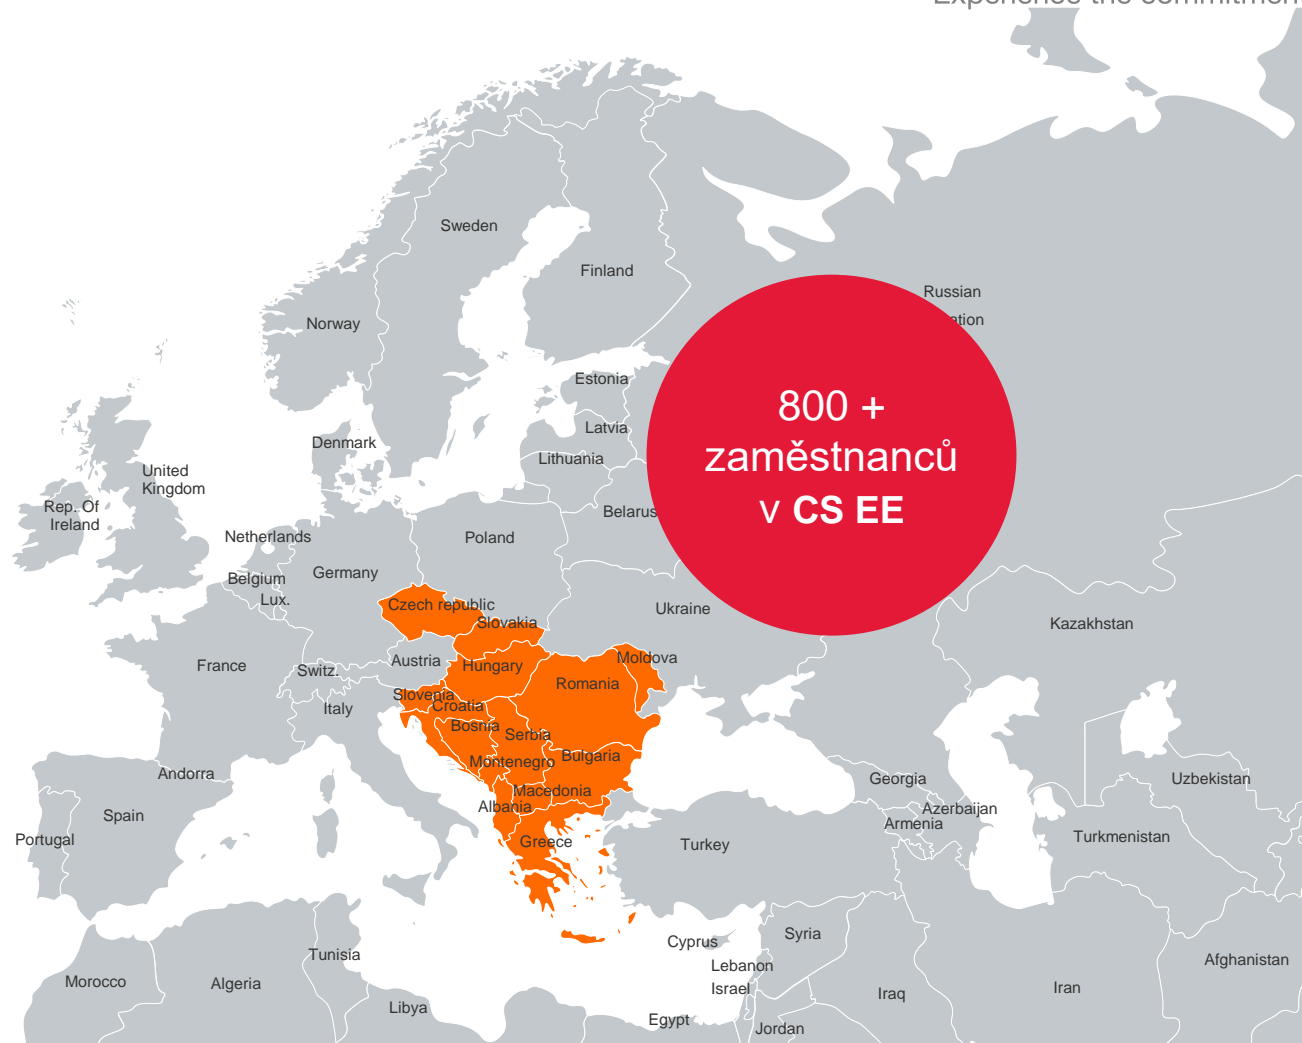 Experience the commitment
Sweden
Finland
Russian
Norway
Estonia
Denmark
Latvia
Lithuania
United
Kingdom
Rep. Of
Ireland
800 +
zaměstnanců
v CS EE
Belarus
Netherlands
Poland
Belgium
Germany
Lux.
Czech republic
Ukraine
Slovakia
Kazakhstan
France
Switz.
Austria
Hungary
Moldova
Romania
Slovenia
Croatia
Italy
Bosnia
Serbia
Montenegro
Bulgaria
Andorra
Georgia
Uzbekistan
Macedonia
Albania
Spain
Azerbaijan
Armenia
Portugal
Greece
Turkey
Turkmenistan
Cyprus
Syria
Tunisia
Lebanon
Israel
Morocco
Algeria
Libya
Iraq
Iran
Afghanistan
Egypt
Jordan